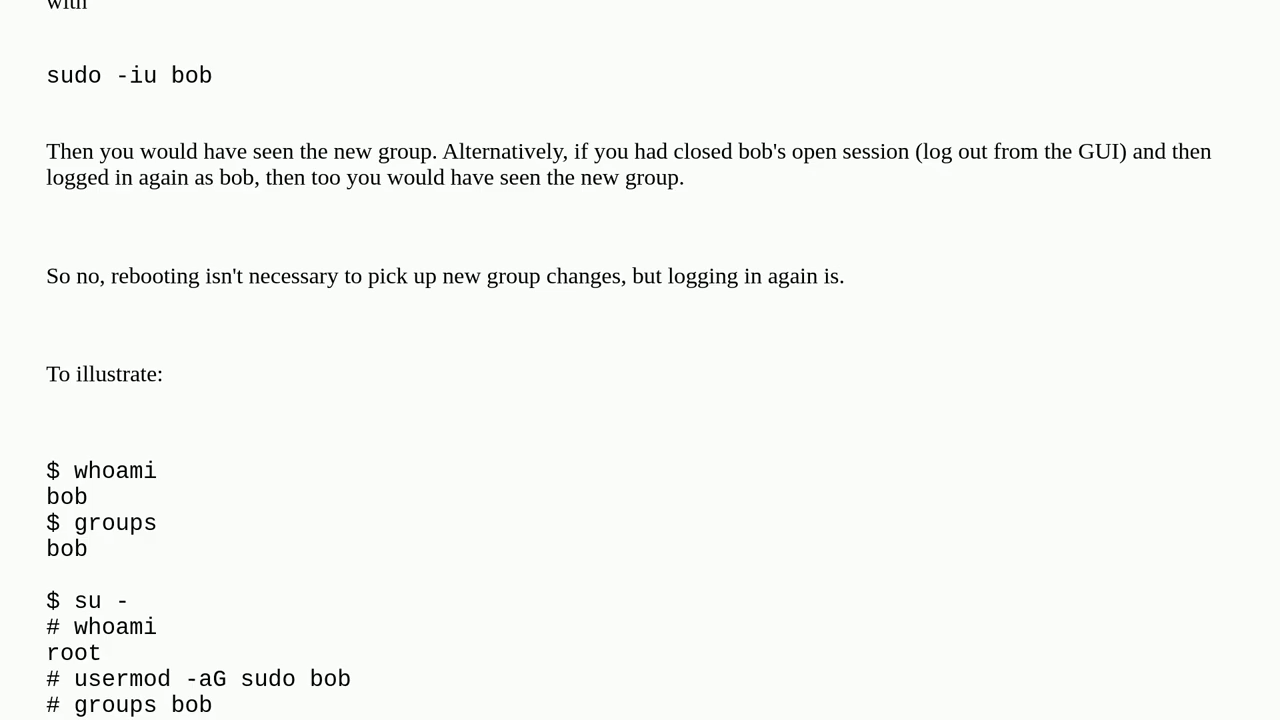 with
sudo -iu bob
Then you would have seen the new group. Alternatively, if you had closed bob's open session (log out from the GUI) and then
logged in again as bob, then too you would have seen the new group.
So no, rebooting isn't necessary to pick up new group changes, but logging in again is.
To illustrate:
$ whoami
bob
$ groups
bob
$ su -
# whoami
root
# usermod -aG sudo bob
# groups bob